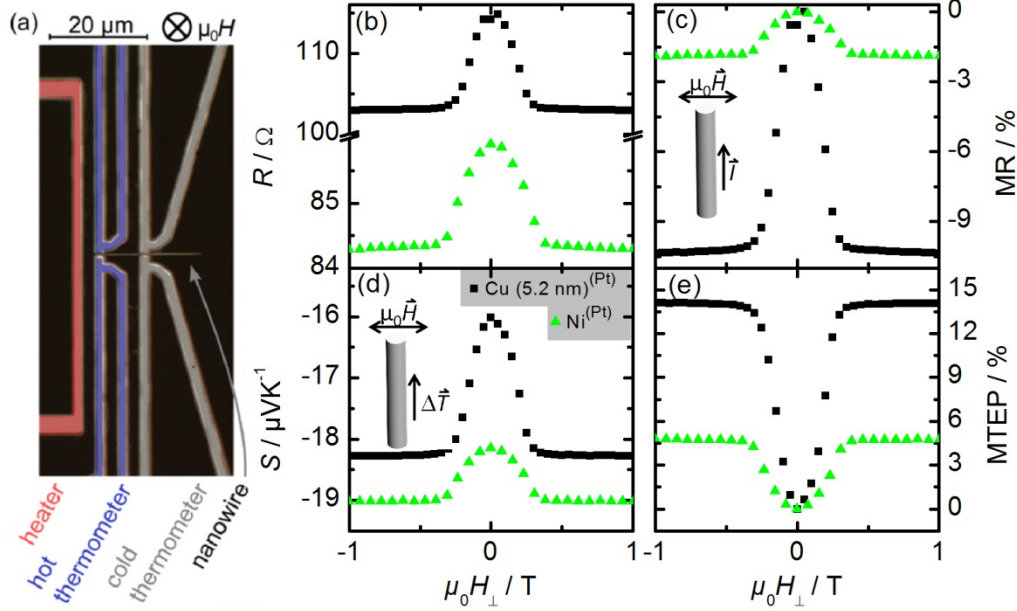 (a)
20 µm
µ₀H
heater
hot
thermometer
cold
thermometer
nanowire
(b)
R / Ω
110
100
85
84
(c)
MR / %
0
-3
-6
-9
µ₀H⃗
I⃗
(d)
Cu (5.2 nm)(Pt)
Ni(Pt)
µ₀H⃗
ΔT⃗
S / µVK⁻¹
-16
-17
-18
-19
-1
0
1
µ₀H⊥ / T
(e)
MTEP / %
15
12
9
6
3
0
0
1
µ₀H⊥ / T